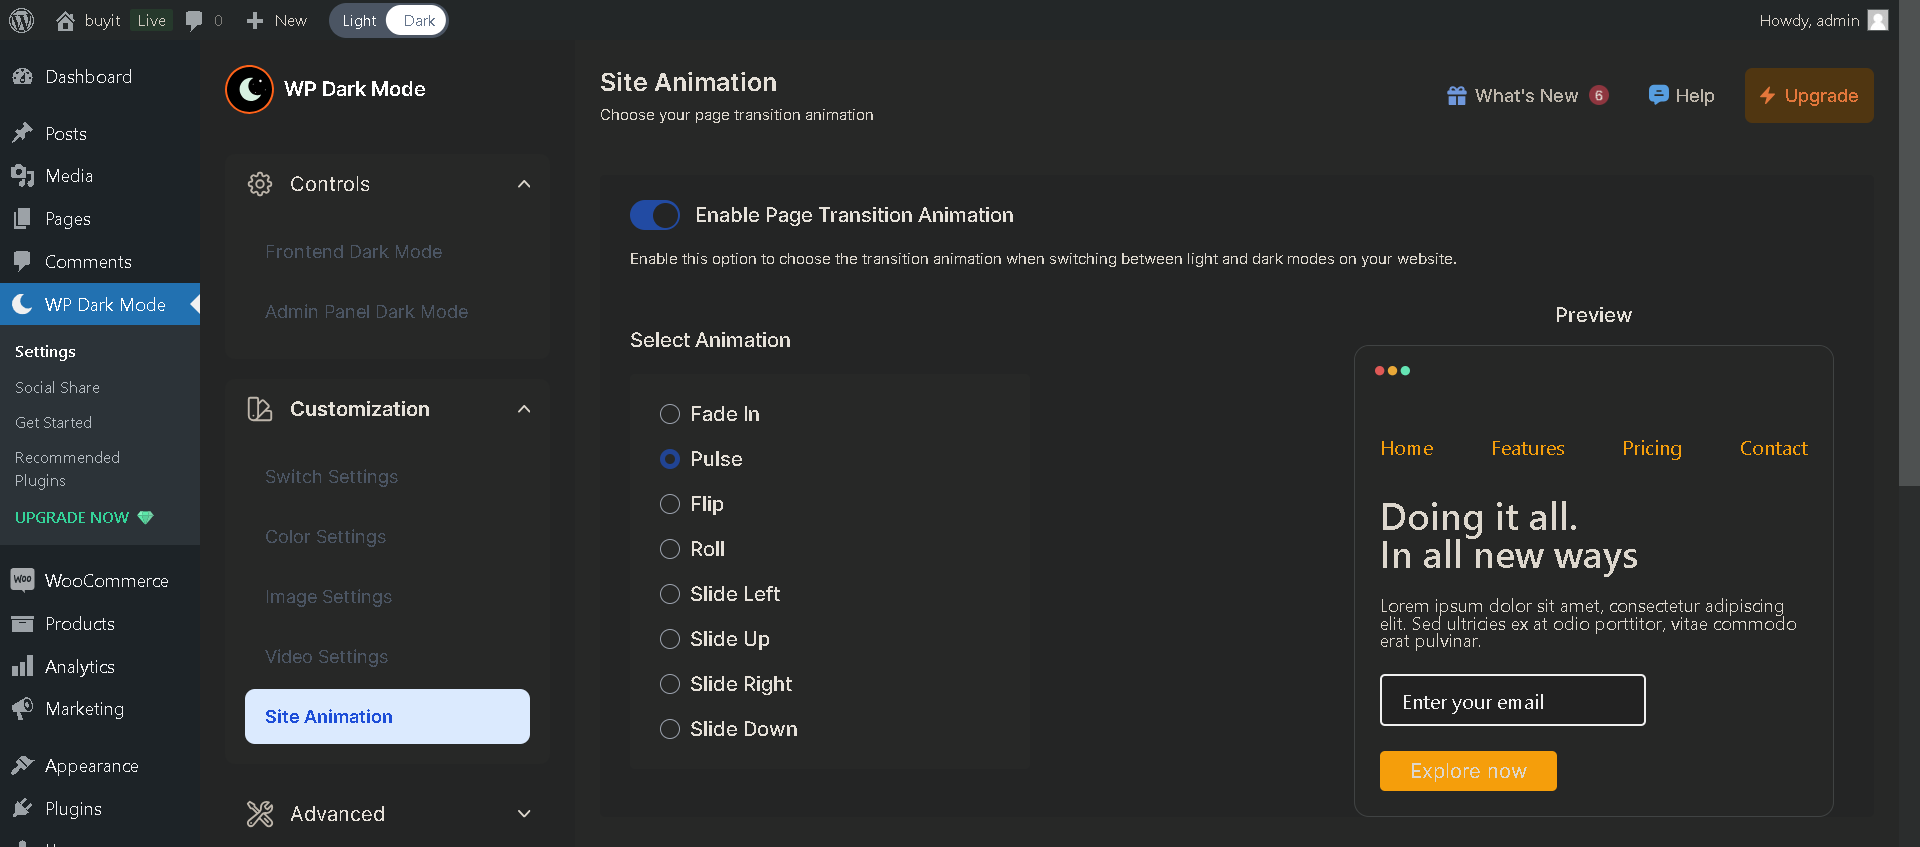 buyit Live 0 New Light Dark Howdy, admin
Dashboard
Posts
Media
Pages
Comments
WP Dark Mode
Settings
Social Share
Get Started
Recommended
Plugins
UPGRADE NOW
Woo WooCommerce
Products
Analytics
Marketing
Appearance
Plugins
WP Dark Mode
Controls
Frontend Dark Mode
Admin Panel Dark Mode
Customization
Switch Settings
Color Settings
Image Settings
Video Settings
Site Animation
Advanced
Site Animation
Choose your page transition animation
What's New 6 Help Upgrade
Enable Page Transition Animation
Enable this option to choose the transition animation when switching between light and dark modes on your website.
Select Animation
Fade In
Pulse
Flip
Roll
Slide Left
Slide Up
Slide Right
Slide Down
Preview
Home Features Pricing Contact
Doing it all.
In all new ways
Lorem ipsum dolor sit amet, consectetur adipiscing
elit. Sed ultricies ex at odio porttitor, vitae commodo
erat pulvinar.
Enter your email
Explore now